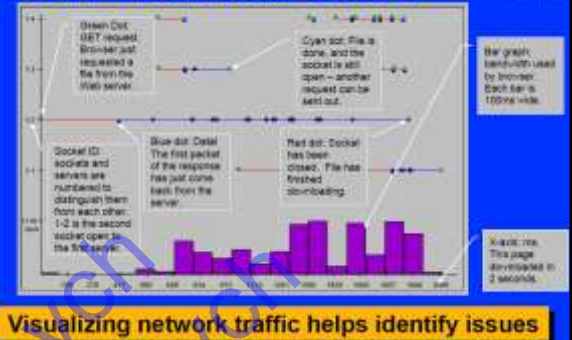 Green Dot:
GET request.
Browser just
requested a
file from the
Web server.
Cyan dot: File is
done, and the
socket is still
open – another
request can be
sent out.
Bar graph:
bandwidth used
by browser.
Each bar is
100ms wide.
Socket ID:
sockets and
servers are
numbered to
distinguish them
from each other.
1-2 is the second
socket open to
the first server.
Blue dot: Data!
The first packet
of the response
has just come
back from the
server.
Red dot: Socket
has been
closed. File has
finished
downloading.
X-axis: ms.
This page
downloaded in
2 seconds.
Visualizing network traffic helps identify issues